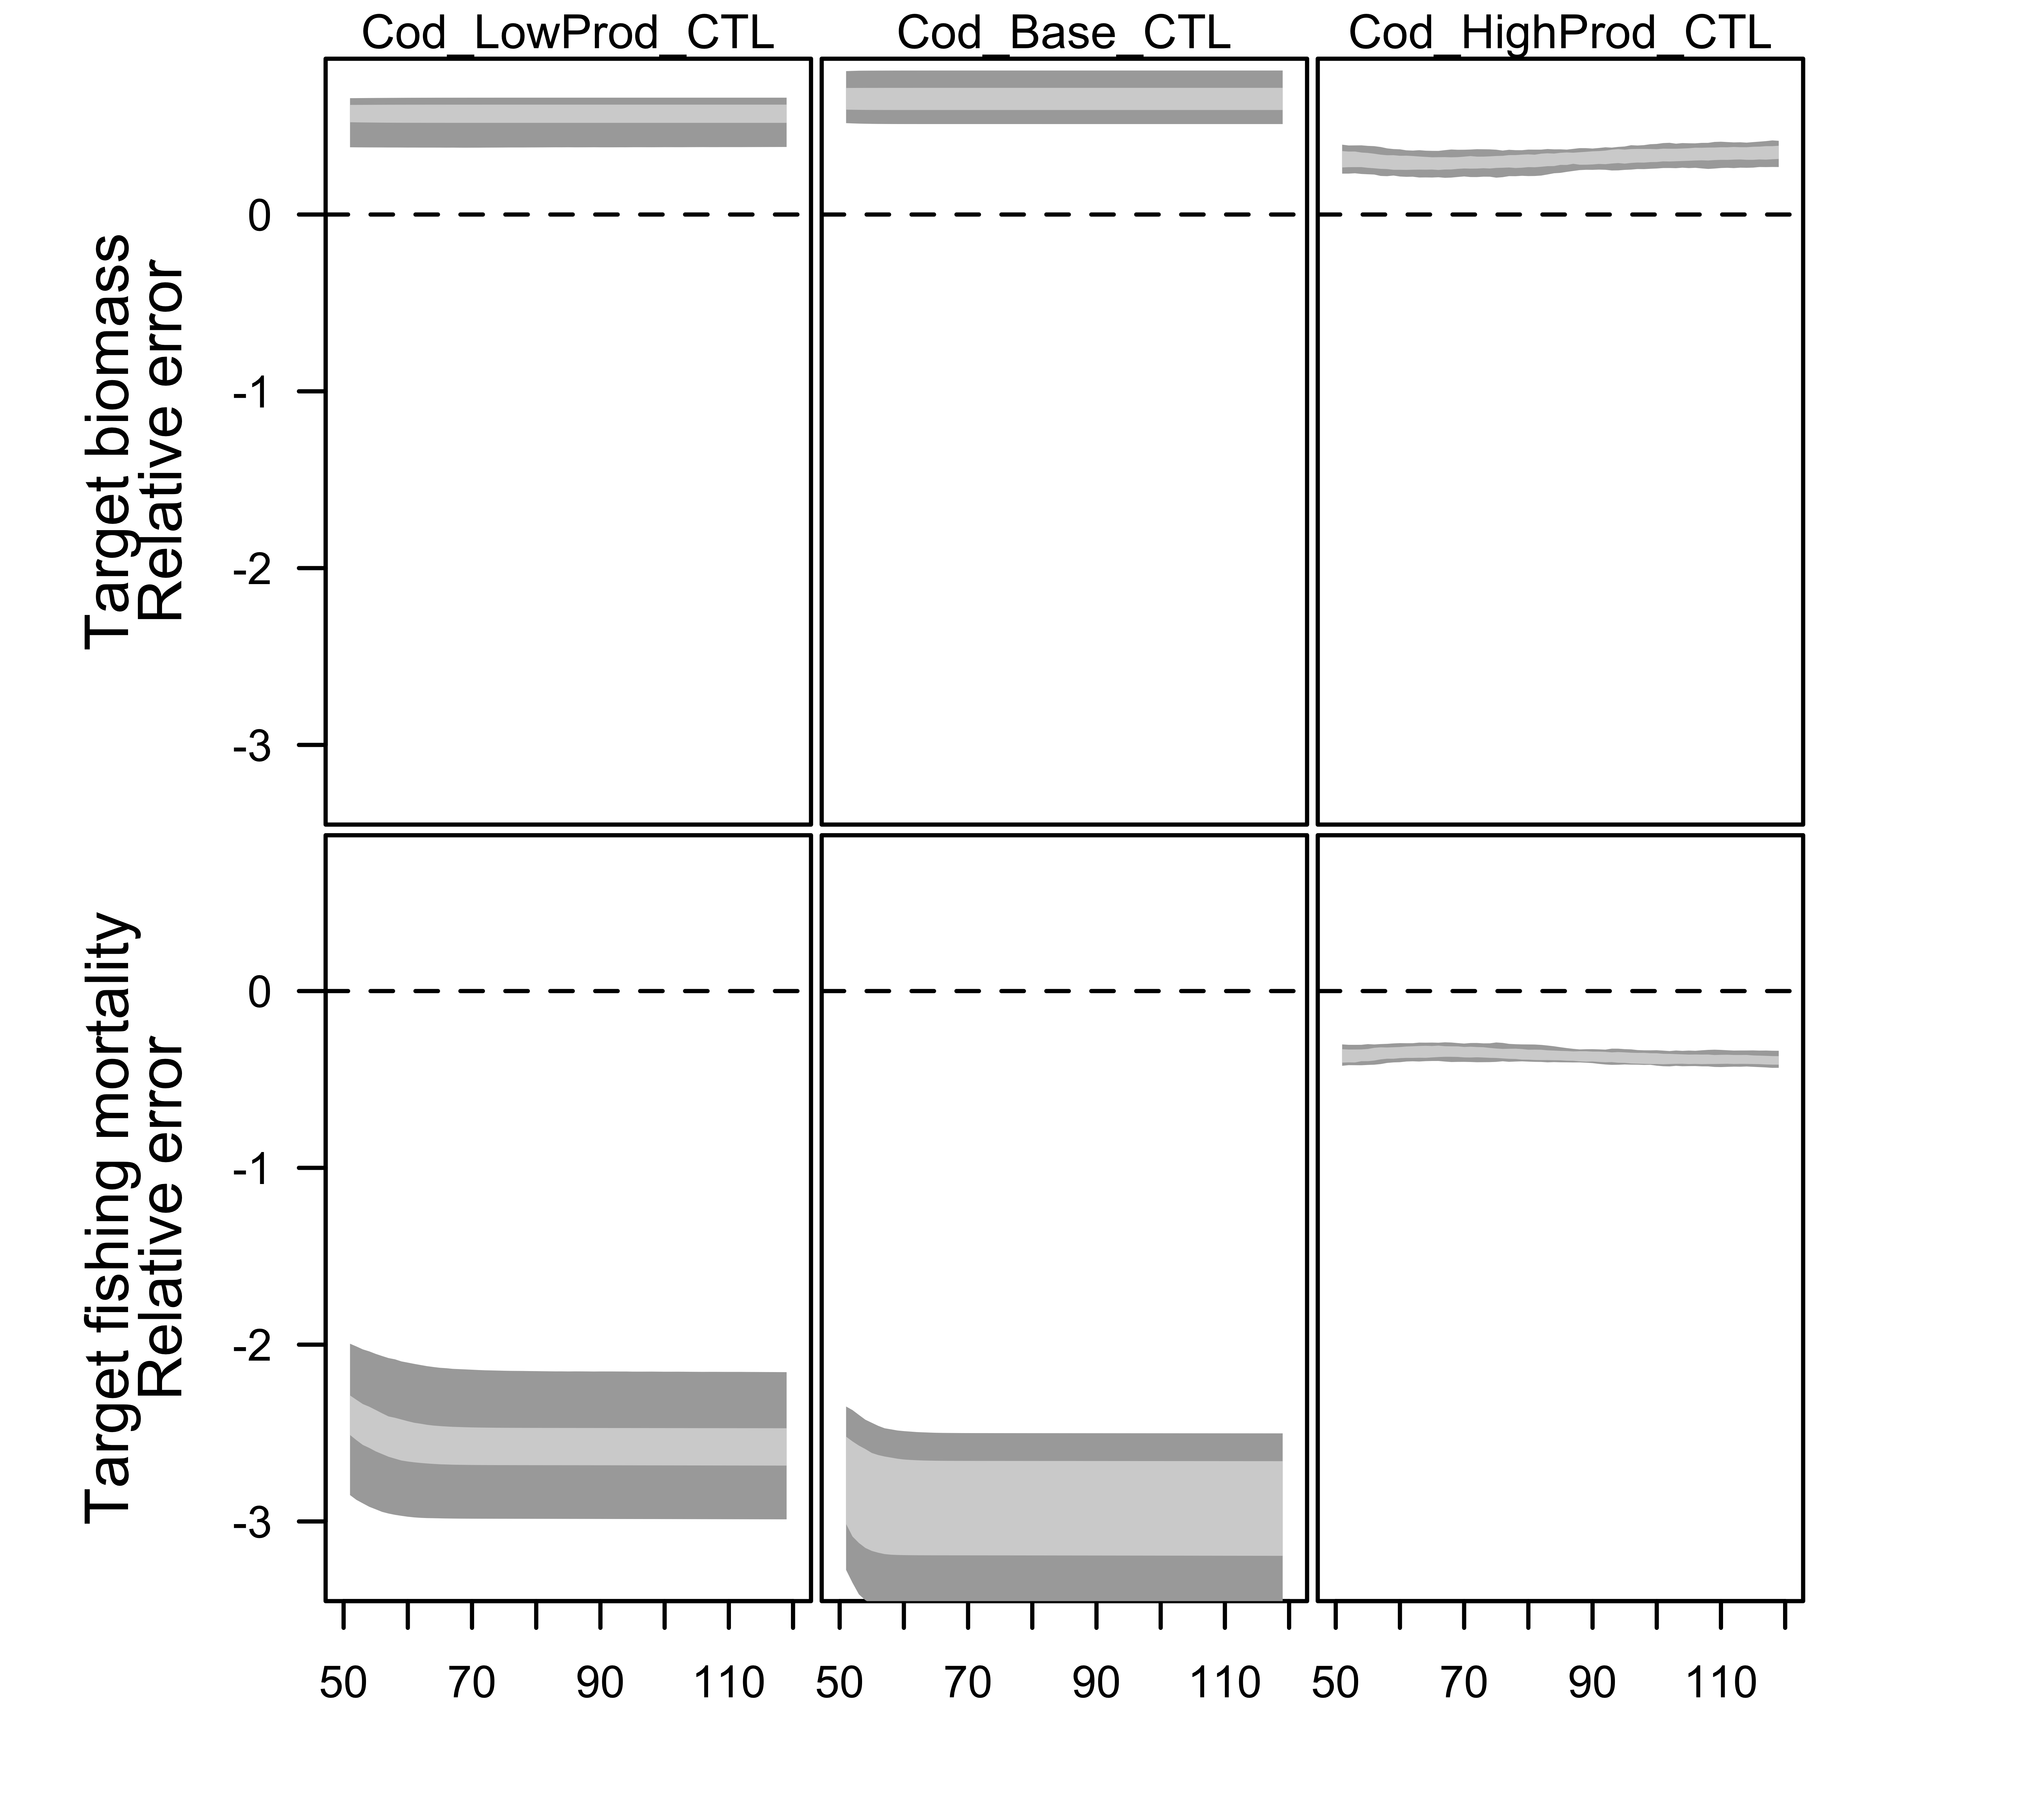 Cod_LowProd_CTL
Cod_Base_CTL
Cod_HighProd_CTL
Target biomass
Relative error
0
-1
-2
-3
Target fishing mortality
Relative error
0
-1
-2
-3
50 70 90 110
50 70 90 110
50 70 90 110